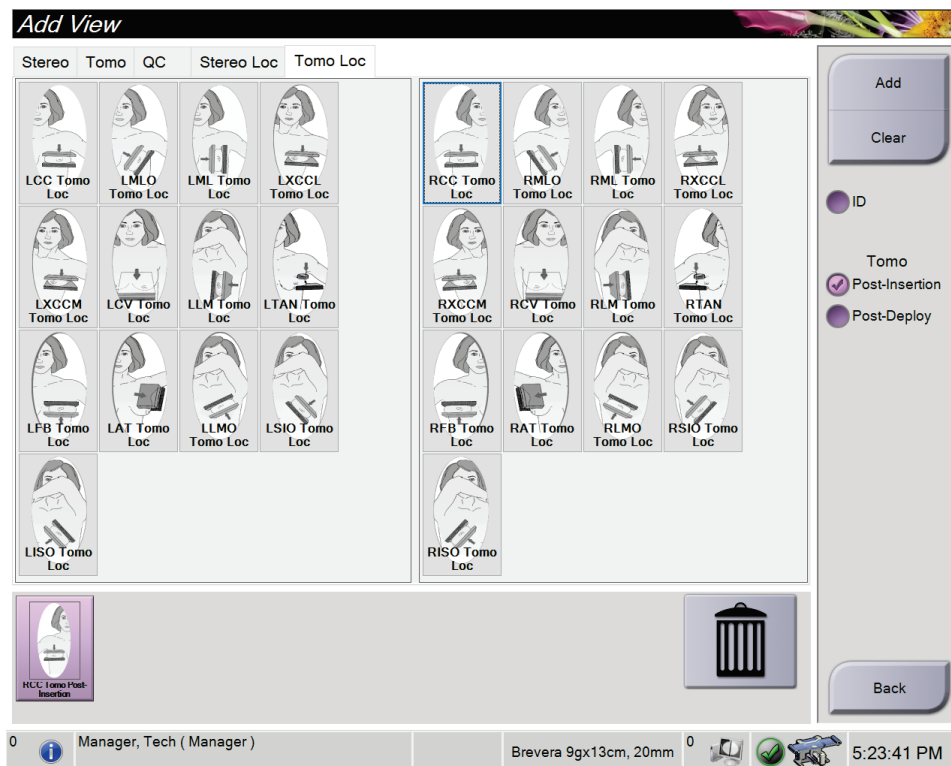 Add View
Stereo Tomo QC Stereo Loc Tomo Loc
LCC Tomo
Loc
LMLO
Tomo Loc
LML Tomo
Loc
LXCCL
Tomo Loc
RCC Tomo
Loc
RMLO
Tomo Loc
RML Tomo
Loc
RXCCL
Tomo Loc
LXCCM
Tomo Loc
LCV Tomo
Loc
LLM Tomo
Loc
LTAN Tomo
Loc
RXCCM
Tomo Loc
RCV Tomo
Loc
RLM Tomo
Loc
RTAN
Tomo Loc
LFB Tomo
Loc
LAT Tomo
Loc
LLMO
Tomo Loc
LSIO Tomo
Loc
RFB Tomo
Loc
RAT Tomo
Loc
RLMO
Tomo Loc
RSIO Tomo
Loc
LISO Tomo
Loc
RISO Tomo
Loc
Add
Clear
ID
Tomo
Post-Insertion
Post-Deploy
RCC Tomo Post-
Insertion
Back
0 Manager, Tech ( Manager ) Brevera 9gx13cm, 20mm 0 5:23:41 PM